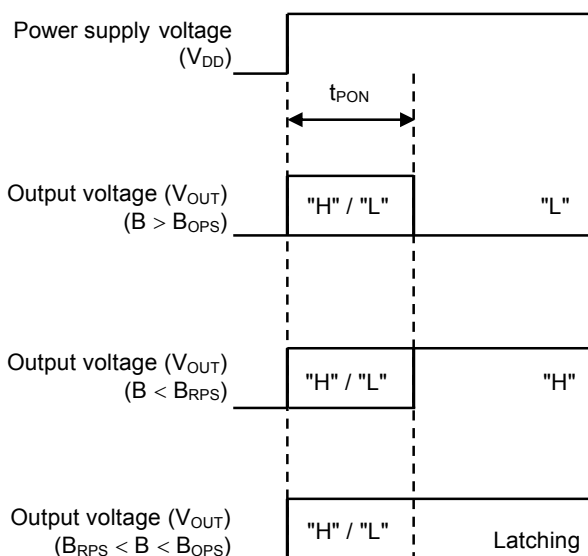 Power supply voltage
(VDD)
tPON
Output voltage (VOUT)
(B > BOPS)
"H" / "L"
"L"
Output voltage (VOUT)
(B < BRPS)
"H" / "L"
"H"
Output voltage (VOUT)
(BRPS < B < BOPS)
"H" / "L"
Latching